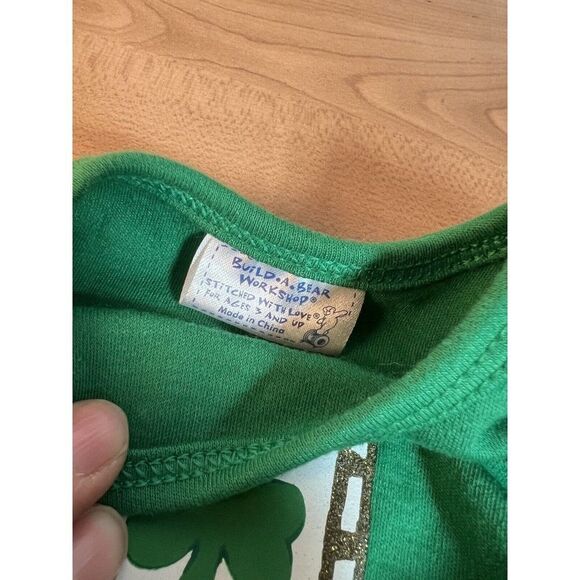 BUILD•A•BEAR
WORKSHOP®
STITCHED WITH LOVE®
FOR AGES 3 AND UP
Made in China